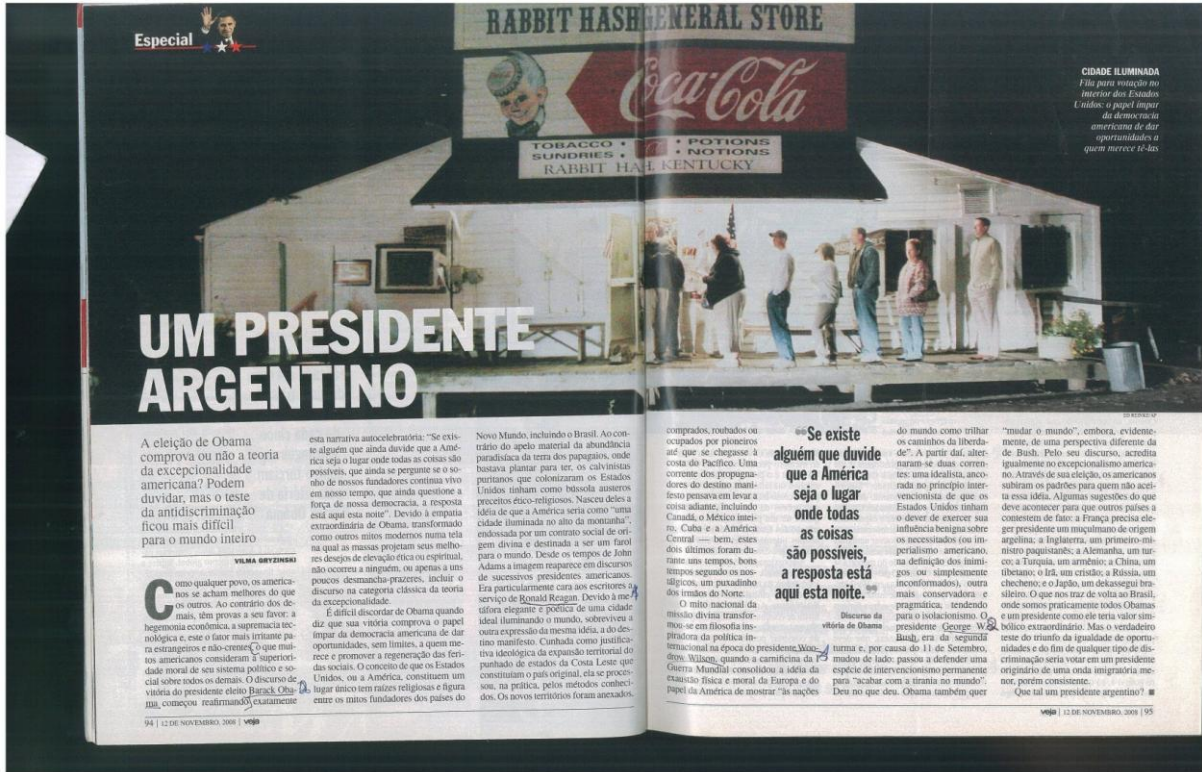 Especial
RABBIT HASH GENERAL STORE
Coca-Cola
TOBACCO • • POTIONS
SUNDRIES • • NOTIONS
RABBIT HAH, KENTUCKY
CIDADE ILUMINADA
Fila para votação no
interior dos Estados
Unidos: o papel ímpar
da democracia
americana de dar
oportunidades a
quem merece tê-las
UM PRESIDENTE
ARGENTINO
A eleição de Obama
comprova ou não a teoria
da excepcionalidade
americana? Podem
duvidar, mas o teste
da antidiscriminação
ficou mais difícil
para o mundo inteiro
VILMA GRYZINSKI
Como qualquer povo, os america-
nos se acham melhores do que
os outros. Ao contrário dos de-
mais, têm provas a seu favor: a
hegemonia econômica, a supremacia tec-
nológica e, este o fator mais irritante pa-
ra estrangeiros e não-crentes, o que mui-
tos americanos consideram a superiori-
dade moral de seu sistema político e so-
cial sobre todos os demais. O discurso de
vitória do presidente eleito Barack Oba-
ma começou reafirmando exatamente
esta narrativa autocelebratória: "Se exis-
te alguém que ainda duvide que a Amé-
rica seja o lugar onde todas as coisas são
possíveis, que ainda se pergunte se o so-
nho de nossos fundadores continua vivo
em nosso tempo, que ainda questione a
força de nossa democracia, a resposta
está aqui esta noite". Devido à empatia
extraordinária de Obama, transformado
como outros mitos modernos numa tela
na qual as massas projetam seus melho-
res desejos de elevação ética ou espiritual,
não ocorreu a ninguém, ou apenas a uns
poucos desmancha-prazeres, incluir o
discurso na categoria clássica da teoria
da excepcionalidade.
É difícil discordar de Obama quando
diz que sua vitória comprova o papel
ímpar da democracia americana de dar
oportunidades, sem limites, a quem me-
rece e promover a regeneração das feri-
das sociais. O conceito de que os Estados
Unidos, ou a América, constituem um
lugar único tem raízes religiosas e figura
entre os mitos fundadores dos países do
Novo Mundo, incluindo o Brasil. Ao con-
trário do apelo material da abundância
paradisíaca da terra dos papagaios, onde
bastava plantar para ter, os calvinistas
puritanos que colonizaram os Estados
Unidos tinham como bússola austeros
preceitos ético-religiosos. Nasceu deles a
idéia de que a América seria como "uma
cidade iluminada no alto da montanha",
endossada por um contrato social de ori-
gem divina e destinada a ser um farol
para o mundo. Desde os tempos de John
Adams a imagem reaparece em discursos
de sucessivos presidentes americanos.
Era particularmente cara aos escritores a
serviço de Ronald Reagan. Devido à me-
táfora elegante e poética de uma cidade
ideal iluminando o mundo, sobreviveu a
outra expressão da mesma idéia, a do des-
tino manifesto. Cunhada como justifica-
tiva ideológica da expansão territorial do
punhado de estados da Costa Leste que
constituíam o país original, ela se proces-
sou, na prática, pelos métodos conheci-
dos. Os novos territórios foram anexados,
94 | 12 DE NOVEMBRO, 2008 | veja
ED REINKE/AP
comprados, roubados ou
ocupados por pioneiros
até que se chegasse à
costa do Pacífico. Uma
corrente dos propugna-
dores do destino mani-
festo pensava em levar a
coisa adiante, incluindo
Canadá, o México intei-
ro, Cuba e a América
Central — bem, estes
dois últimos foram du-
rante uns tempos, bons
tempos segundo os nos-
tálgicos, um puxadinho
dos irmãos do Norte.
O mito nacional da
missão divina transfor-
mou-se em filosofia ins-
piradora da política in-
ternacional na época do presidente Woo-
drow Wilson, quando a carnificina da I
Guerra Mundial consolidou a idéia da
exaustão física e moral da Europa e do
papel da América de mostrar "às nações
"Se existe
alguém que duvide
que a América
seja o lugar
onde todas
as coisas
são possíveis,
a resposta está
aqui esta noite."
Discurso da
vitória de Obama
do mundo como trilhar
os caminhos da liberda-
de". A partir daí, alter-
naram-se duas corren-
tes: uma idealista, anco-
rada no princípio inter-
vencionista de que os
Estados Unidos tinham
o dever de exercer sua
influência benigna sobre
os necessitados (ou im-
perialismo americano,
na definição dos inimi-
gos ou simplesmente
inconformados), outra
mais conservadora e
pragmática, tendendo
para o isolacionismo. O
presidente George W.
Bush, era da segunda
turma e, por causa do 11 de Setembro,
mudou de lado: passou a defender uma
espécie de intervencionismo permanente
para "acabar com a tirania no mundo".
Deu no que deu. Obama também quer
"mudar o mundo", embora, evidente-
mente, de uma perspectiva diferente da
de Bush. Pelo seu discurso, acredita
igualmente no excepcionalismo america-
no. Através de sua eleição, os americanos
subiram os padrões para quem não acei-
ta essa idéia. Algumas sugestões do que
deve acontecer para que outros países a
contestem de fato: a França precisa ele-
ger presidente um muçulmano de origem
argelina; a Inglaterra, um primeiro-mi-
nistro paquistanês; a Alemanha, um tur-
co; a Turquia, um armênio; a China, um
tibetano; o Irã, um cristão; a Rússia, um
checheno; e o Japão, um dekassegui bra-
sileiro. O que nos traz de volta ao Brasil,
onde somos praticamente todos Obamas
e um presidente como ele teria valor sim-
bólico extraordinário. Mas o verdadeiro
teste do triunfo da igualdade de oportu-
nidades e do fim de qualquer tipo de dis-
criminação seria votar em um presidente
originário de uma onda imigratória me-
nor, porém consistente.
Que tal um presidente argentino? ■
veja | 12 DE NOVEMBRO, 2008 | 95